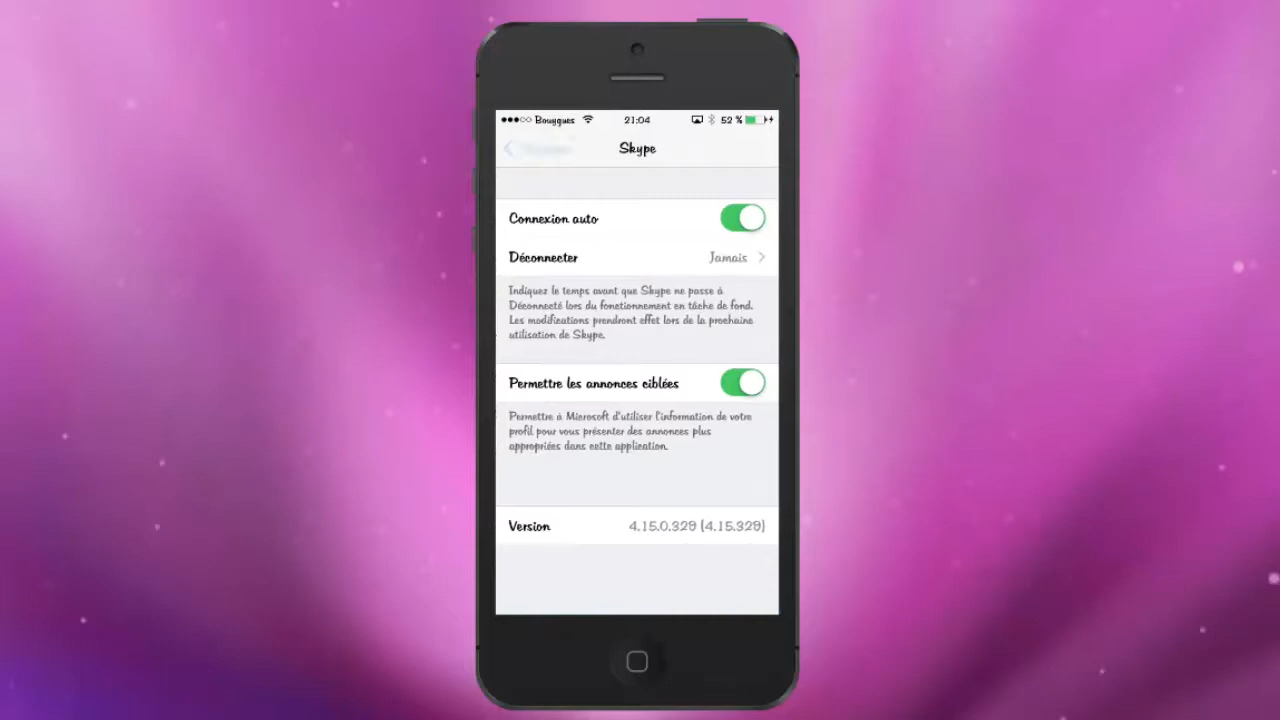 Bouygues 21:04 52 %
Skype
Connexion auto
Déconnecter Jamais
Indiquez le temps avant que Skype ne passe à
Déconnecté lors du fonctionnement en tâche de fond.
Les modifications prendront effet lors de la prochaine
utilisation de Skype.
Permettre les annonces ciblées
Permettre à Microsoft d'utiliser l'information de votre
profil pour vous présenter des annonces plus
appropriées dans cette application.
Version 4.15.0.329 (4.15.329)